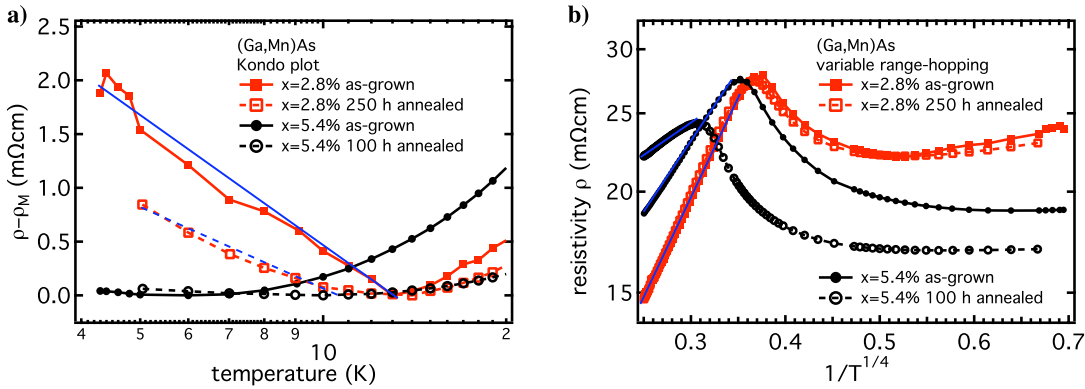 a)
(Ga,Mn)As
Kondo plot
x=2.8% as-grown
x=2.8% 250 h annealed
x=5.4% as-grown
x=5.4% 100 h annealed
2.0
1.5
1.0
0.5
0.0
ρ-ρM (mΩcm)
4
5
6
7
8
9
10
2
temperature (K)
b)
(Ga,Mn)As
variable range-hopping
x=2.8% as-grown
x=2.8% 250 h annealed
x=5.4% as-grown
x=5.4% 100 h annealed
30
25
20
15
resistivity ρ (mΩcm)
0.3
0.4
0.5
0.6
0.7
1/T1/4